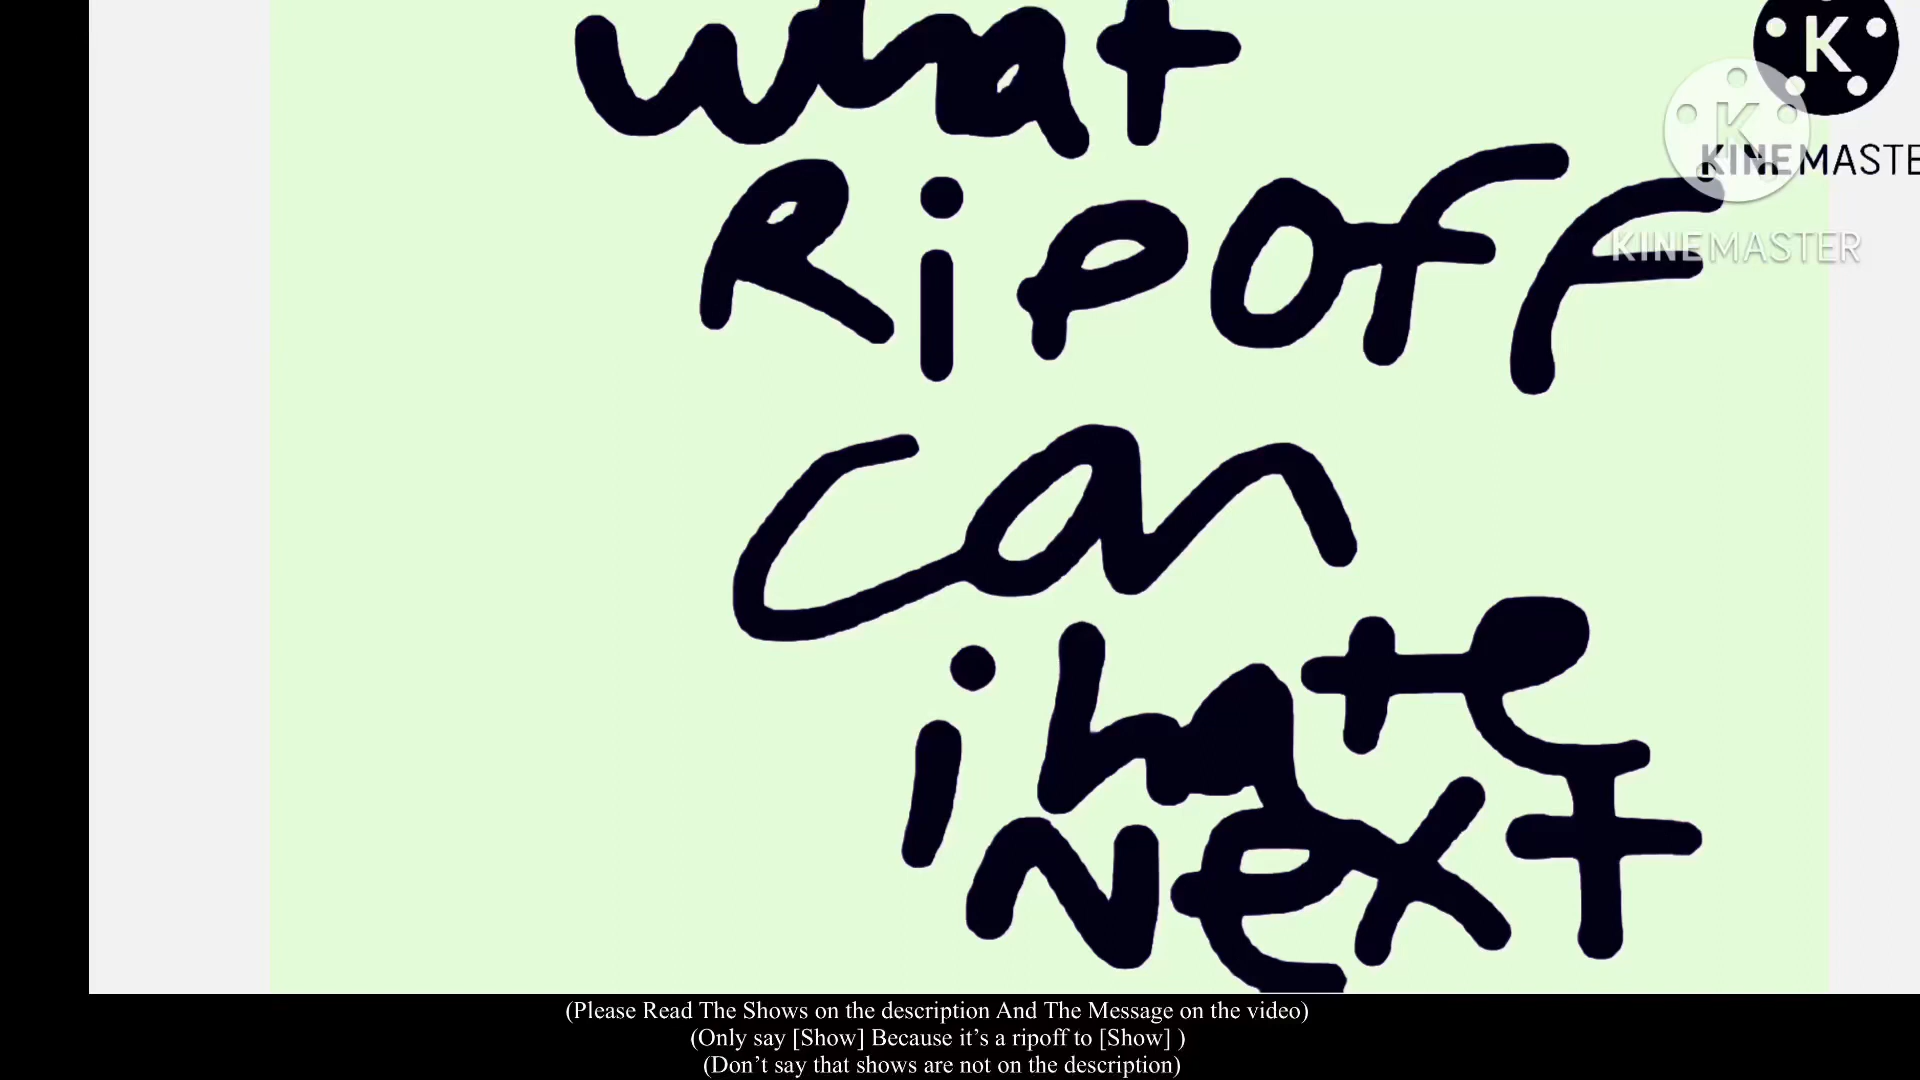 what
K
K
KINEMASTE
RipOff
KINEMASTER
can
i hate
Next
(Please Read The Shows on the description And The Message on the video)
(Only say [Show] Because it’s a ripoff to [Show] )
(Don’t say that shows are not on the description)